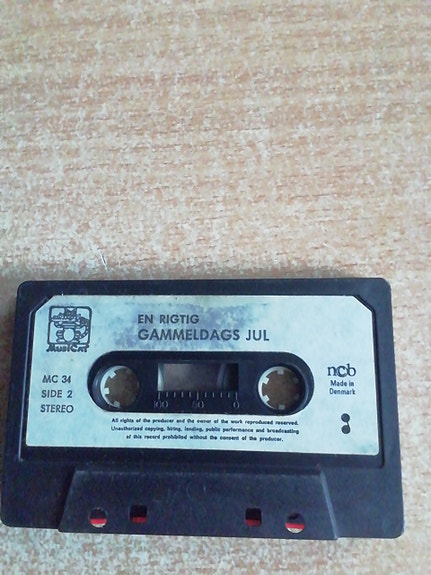 EN RIGTIG
GAMMELDAGS JUL
MUSICAT
MC 34
SIDE 2
STEREO
ncb
Made in
Denmark
100 50 0
All rights of the producer and the owner of the work reproduced reserved.
Unauthorized copying, hiring, lending, public performance and broadcasting
of this record prohibited without the consent of the producer.